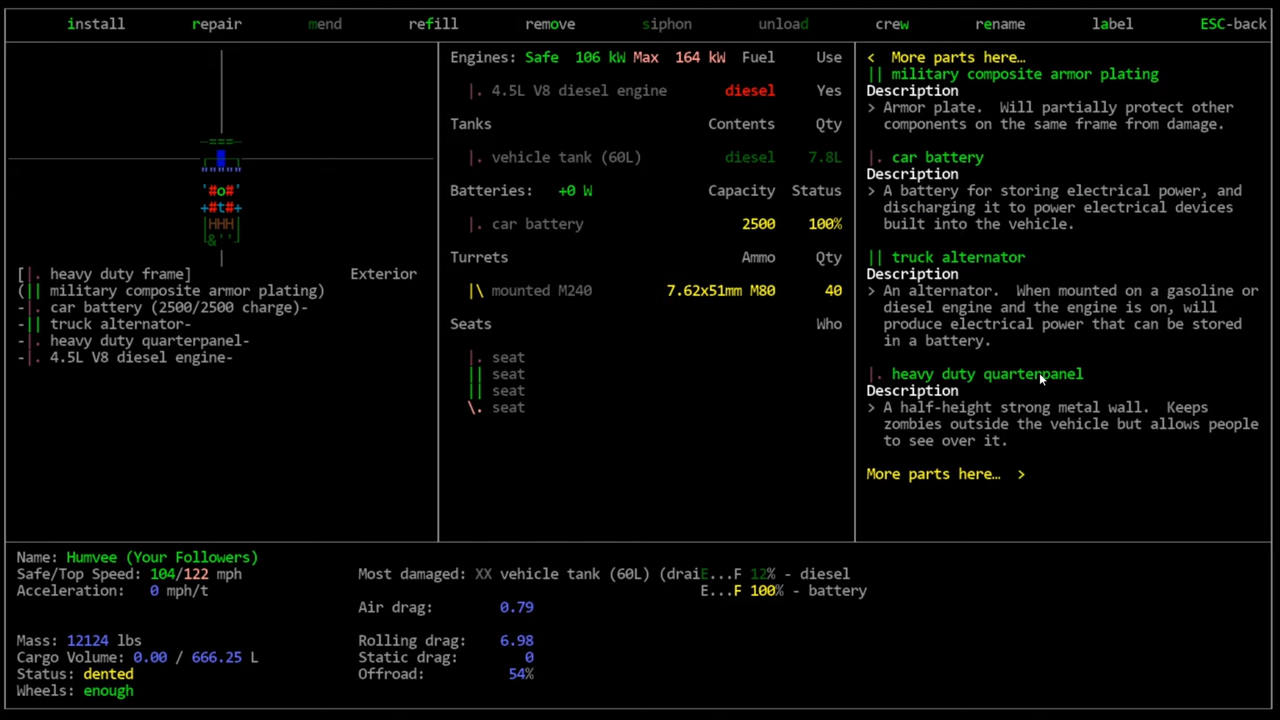 install repair mend refill remove siphon unload crew rename label ESC-back
Engines: Safe 106 kW Max 164 kW Fuel Use
|. 4.5L V8 diesel engine diesel Yes
Tanks Contents Qty
|. vehicle tank (60L) diesel 7.8L
Batteries: +0 W Capacity Status
|. car battery 2500 100%
Turrets Ammo Qty
|\ mounted M240 7.62x51mm M80 40
Seats Who
|. seat
|| seat
|| seat
\. seat
[|. heavy duty frame] Exterior
(|| military composite armor plating)
-|. car battery (2500/2500 charge)-
-|| truck alternator-
-|. heavy duty quarterpanel-
-|. 4.5L V8 diesel engine-
< More parts here…
|| military composite armor plating
Description
> Armor plate. Will partially protect other
components on the same frame from damage.
|. car battery
Description
> A battery for storing electrical power, and
discharging it to power electrical devices
built into the vehicle.
|| truck alternator
Description
> An alternator. When mounted on a gasoline or
diesel engine and the engine is on, will
produce electrical power that can be stored
in a battery.
|. heavy duty quarterpanel
Description
> A half-height strong metal wall. Keeps
zombies outside the vehicle but allows people
to see over it.
More parts here… >
Name: Humvee (Your Followers)
Safe/Top Speed: 104/122 mph
Acceleration: 0 mph/t
Mass: 12124 lbs
Cargo Volume: 0.00 / 666.25 L
Status: dented
Wheels: enough
Most damaged: XX vehicle tank (60L) (draiE...F 12% - diesel
E...F 100% - battery
Air drag: 0.79
Rolling drag: 6.98
Static drag: 0
Offroad: 54%